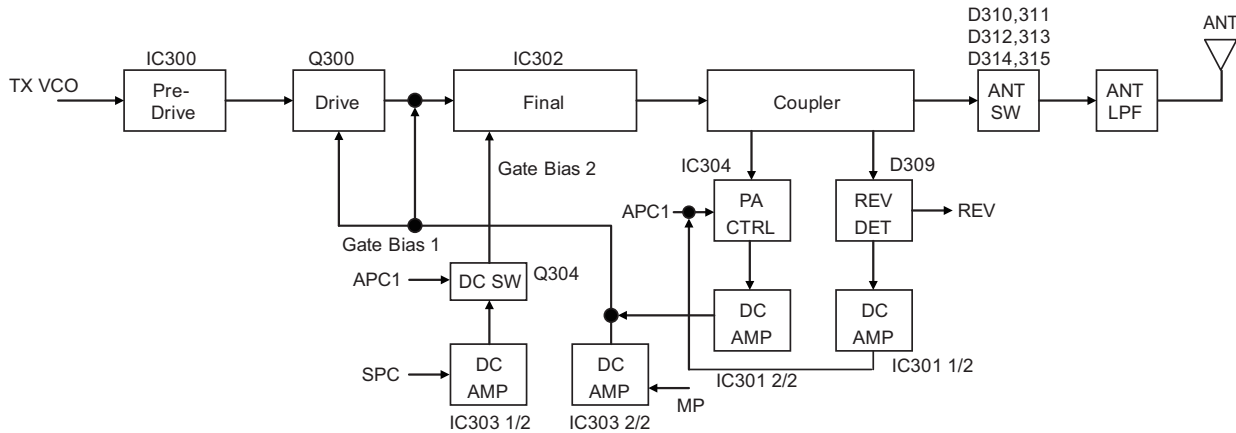 D310,311
D312,313
D314,315
ANT
IC300
Q300
IC302
TX VCO
Pre-
Drive
Drive
Final
Coupler
ANT
SW
ANT
LPF
Gate Bias 2
IC304
D309
APC1
PA
CTRL
REV
DET
REV
Gate Bias 1
APC1
DC SW
Q304
DC
AMP
DC
AMP
SPC
DC
AMP
DC
AMP
MP
IC301 2/2
IC301 1/2
IC303 1/2
IC303 2/2